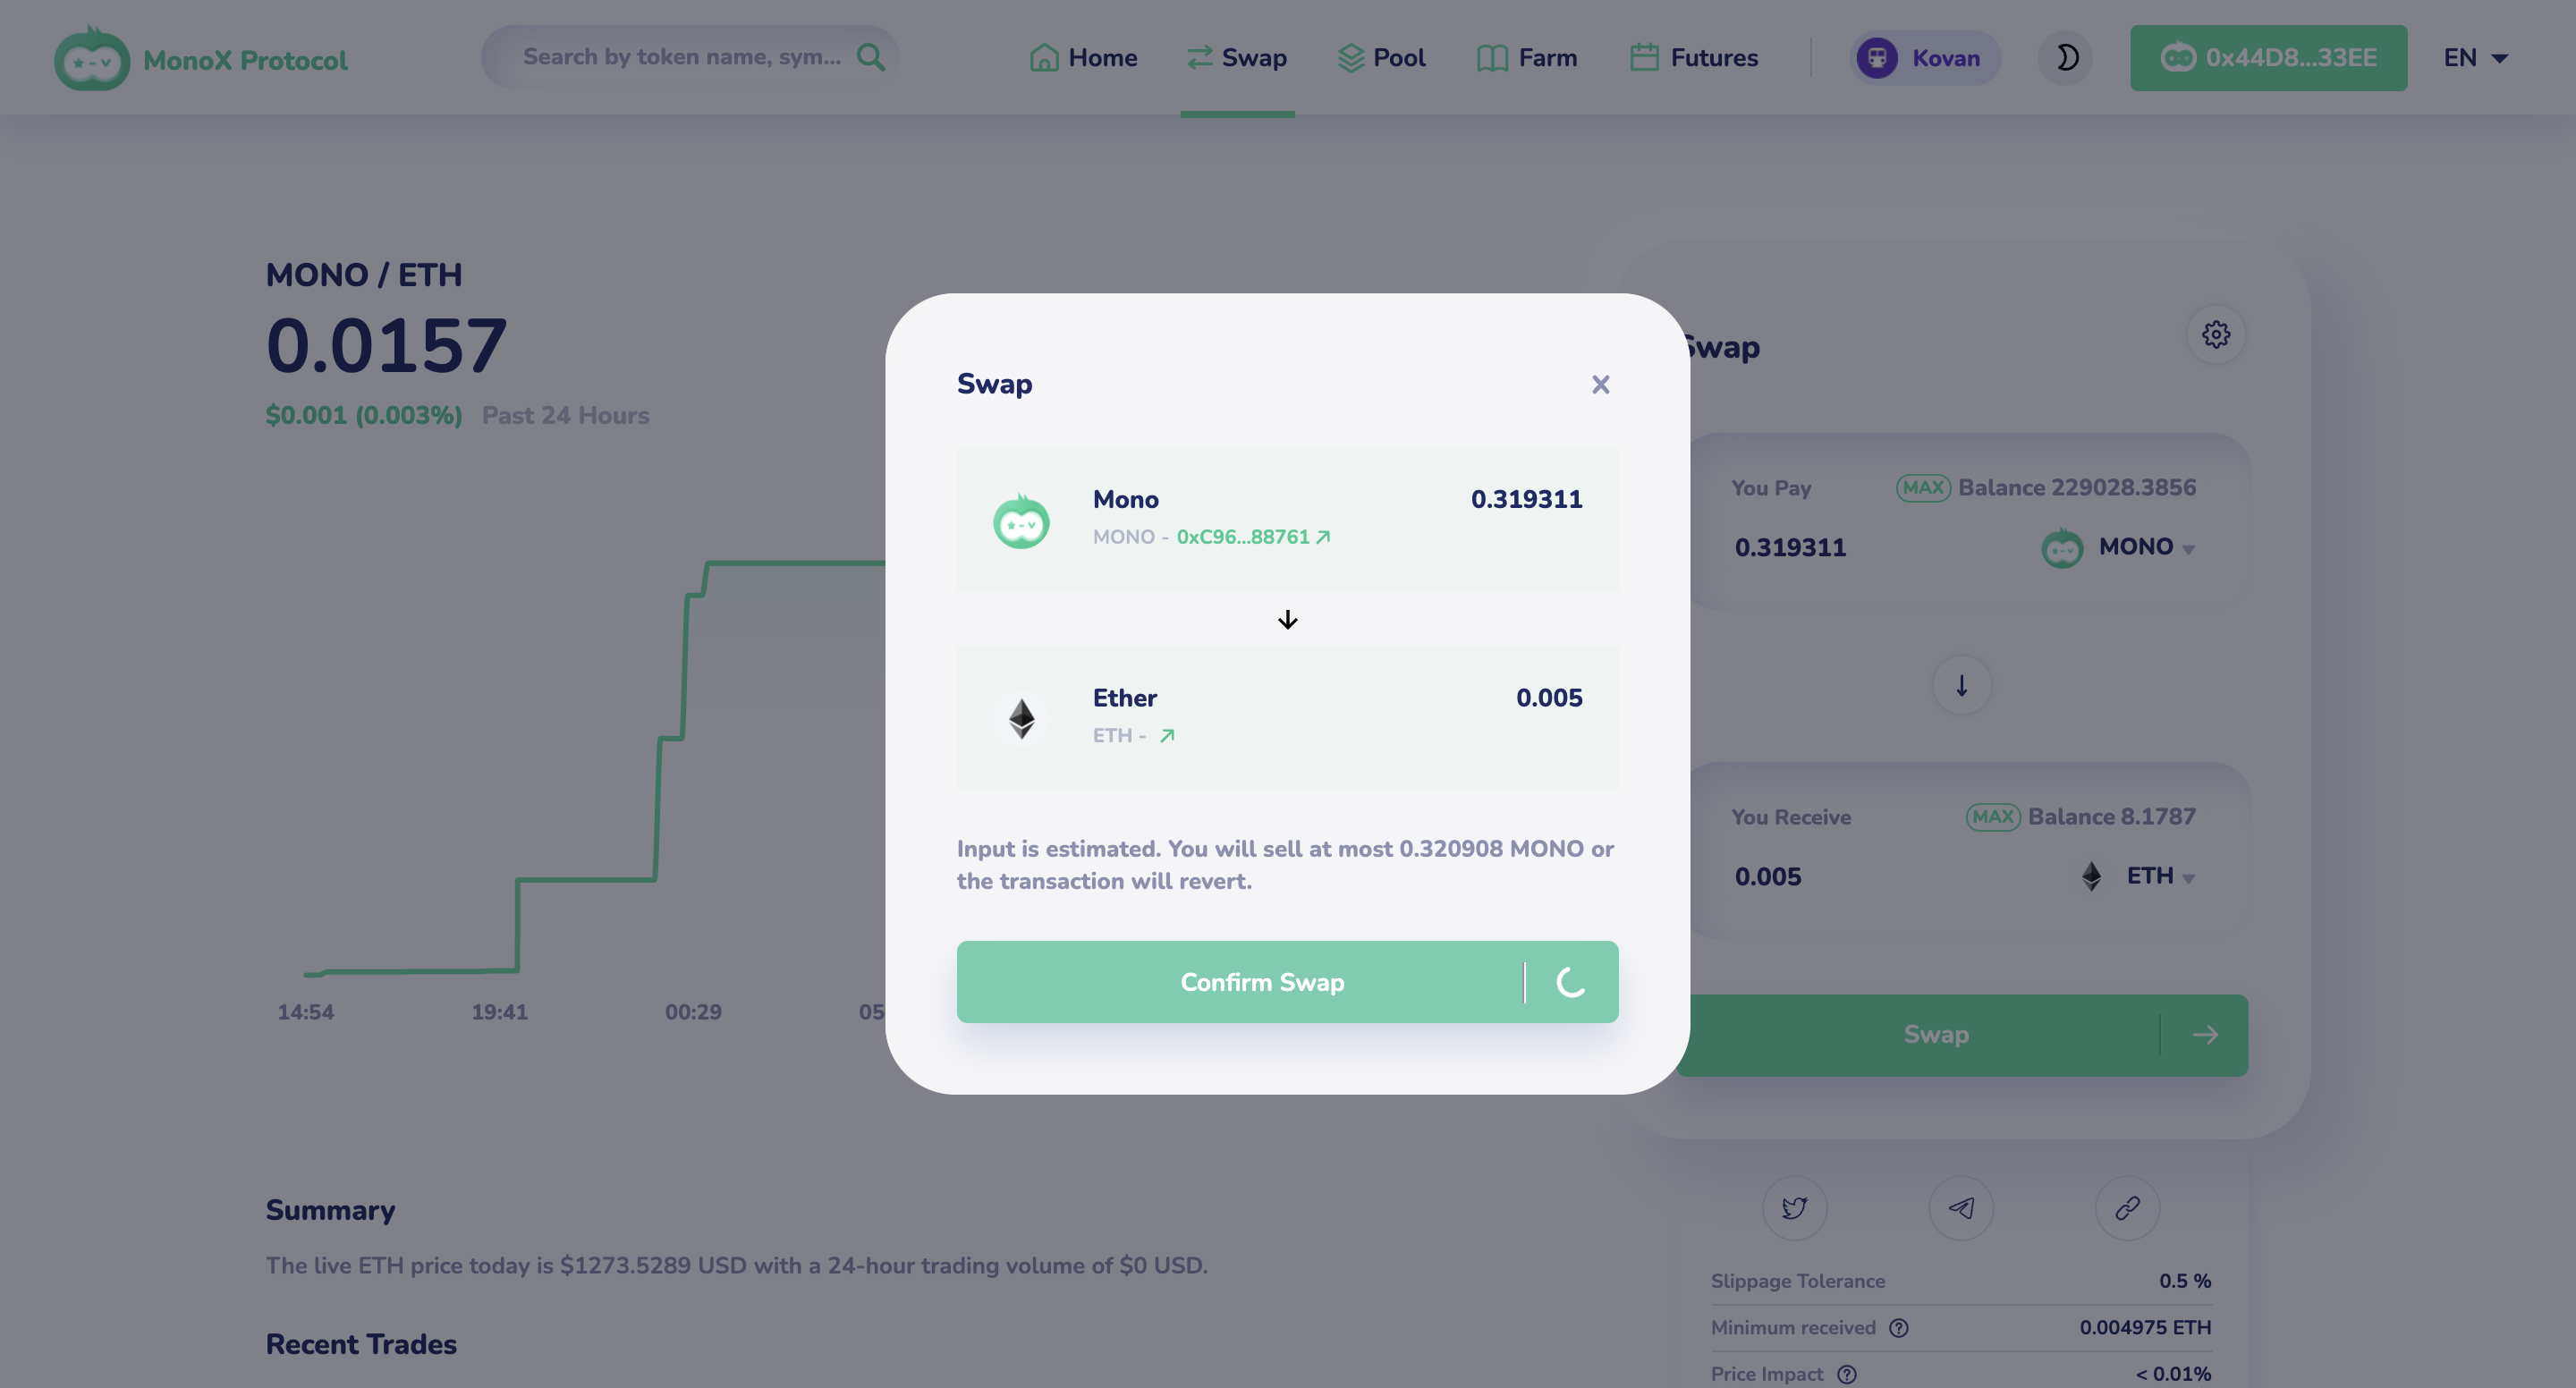 MonoX Protocol
Search by token name, sym...
Home
Swap
Pool
Farm
Futures
Kovan
0x44D8...33EE
EN
MONO / ETH
0.0157
$0.001 (0.003%) Past 24 Hours
14:54
19:41
00:29
05
Swap
Mono
0.319311
MONO - 0xC96...88761
Ether
0.005
ETH -
Input is estimated. You will sell at most 0.320908 MONO or
the transaction will revert.
Confirm Swap
Swap
You Pay
MAX Balance 229028.3856
0.319311
MONO
You Receive
MAX Balance 8.1787
0.005
ETH
Swap
Slippage Tolerance
0.5 %
Minimum received
0.004975 ETH
Price Impact
< 0.01%
Summary
The live ETH price today is $1273.5289 USD with a 24-hour trading volume of $0 USD.
Recent Trades